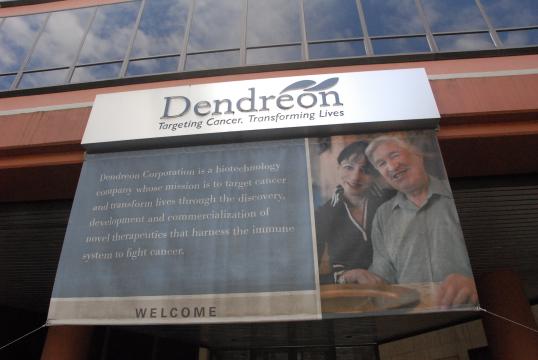 Dendreon
Targeting Cancer. Transforming Lives
Dendreon Corporation is a biotechnology
company whose mission is to target cancer
and transform lives through the discovery,
development and commercialization of
novel therapeutics that harness the immune
system to fight cancer.
WELCOME